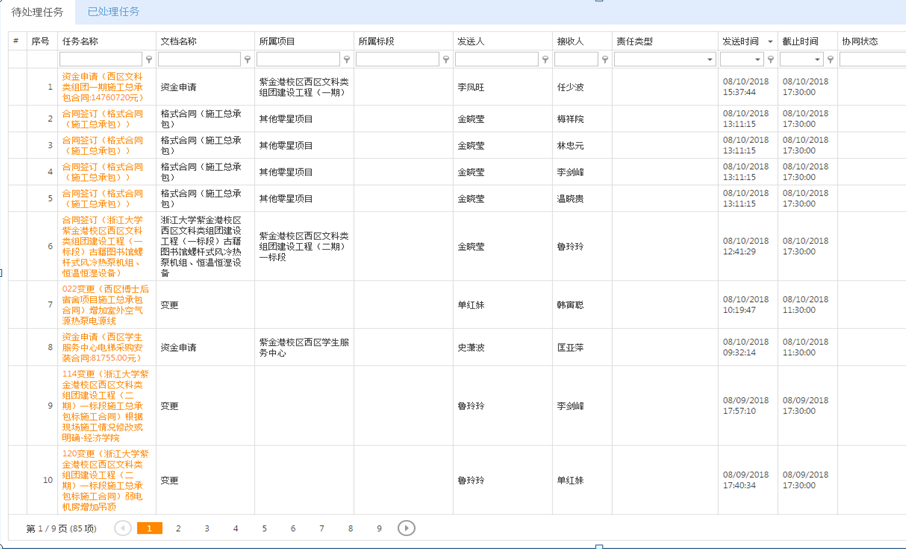 待处理任务 已处理任务
# 序号 任务名称 文档名称 所属项目 所属标段 发送人 接收人 责任类型 发送时间 截止时间 协同状态
1
资金申请（西区文科
类组团一期施工总承
包合同:14760720元）
资金申请
紫金港校区西区文科类
组团建设工程（一期）
李凤旺
任少波
08/10/2018
15:37:44
08/10/2018
17:30:00
2
合同签订（格式合同
（施工总承包））
格式合同（施工总承
包）
其他零星项目
金晓莹
梅祥院
08/10/2018
13:11:15
08/10/2018
17:30:00
3
合同签订（格式合同
（施工总承包））
格式合同（施工总承
包）
其他零星项目
金晓莹
林忠元
08/10/2018
13:11:15
08/10/2018
17:30:00
4
合同签订（格式合同
（施工总承包））
格式合同（施工总承
包）
其他零星项目
金晓莹
李剑峰
08/10/2018
13:11:15
08/10/2018
17:30:00
5
合同签订（格式合同
（施工总承包））
格式合同（施工总承
包）
其他零星项目
金晓莹
温晓贵
08/10/2018
13:11:15
08/10/2018
17:30:00
6
合同签订（浙江大学
紫金港校区西区文科
类组团建设工程（一
标段）古籍图书馆螺
杆式风冷热泵机组、
恒温恒湿设备）
浙江大学紫金港校区
西区文科类组团建设
工程（一标段）古籍
图书馆螺杆式风冷热
泵机组、恒温恒湿设
备
紫金港校区西区文科类
组团建设工程（二期）
一标段
金晓莹
鲁玲玲
08/10/2018
12:41:29
08/10/2018
17:30:00
7
022变更（西区博士后
宿舍项目施工总承包
合同）增加室外空气
源热泵电源线
变更
单红妹
韩寅聪
08/10/2018
10:19:47
08/10/2018
11:30:00
8
资金申请（西区学生
服务中心电梯采购安
装合同:81755.00元）
资金申请
紫金港校区西区学生服
务中心
史潇波
匡亚萍
08/10/2018
09:32:14
08/10/2018
11:30:00
9
114变更（浙江大学紫
金港校区西区文科类
组团建设工程（二
期）一标段施工总承
包标施工合同）根据
现场施工情况修改或
明确-经济学院
变更
鲁玲玲
李剑峰
08/09/2018
17:57:10
08/09/2018
17:30:00
10
120变更（浙江大学紫
金港校区西区文科类
组团建设工程（二
期）一标段施工总承
包标施工合同）弱电
机房增加吊顶
变更
鲁玲玲
单红妹
08/09/2018
17:40:34
08/09/2018
17:30:00
第 1 / 9 页 (85 项) 1 2 3 4 5 6 7 8 9